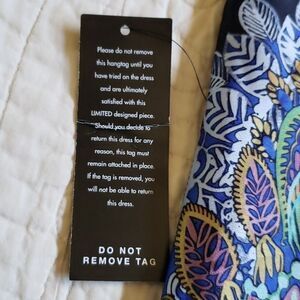 Please do not remove
this hangtag until you
have tried on the dress
and are ultimately
satisfied with this
LIMITED designed piece.
Should you decide to
return this dress for any
reason, this tag must
remain attached in place.
If the tag is removed, you
will not be able to return
this dress.
DO NOT
REMOVE TAG